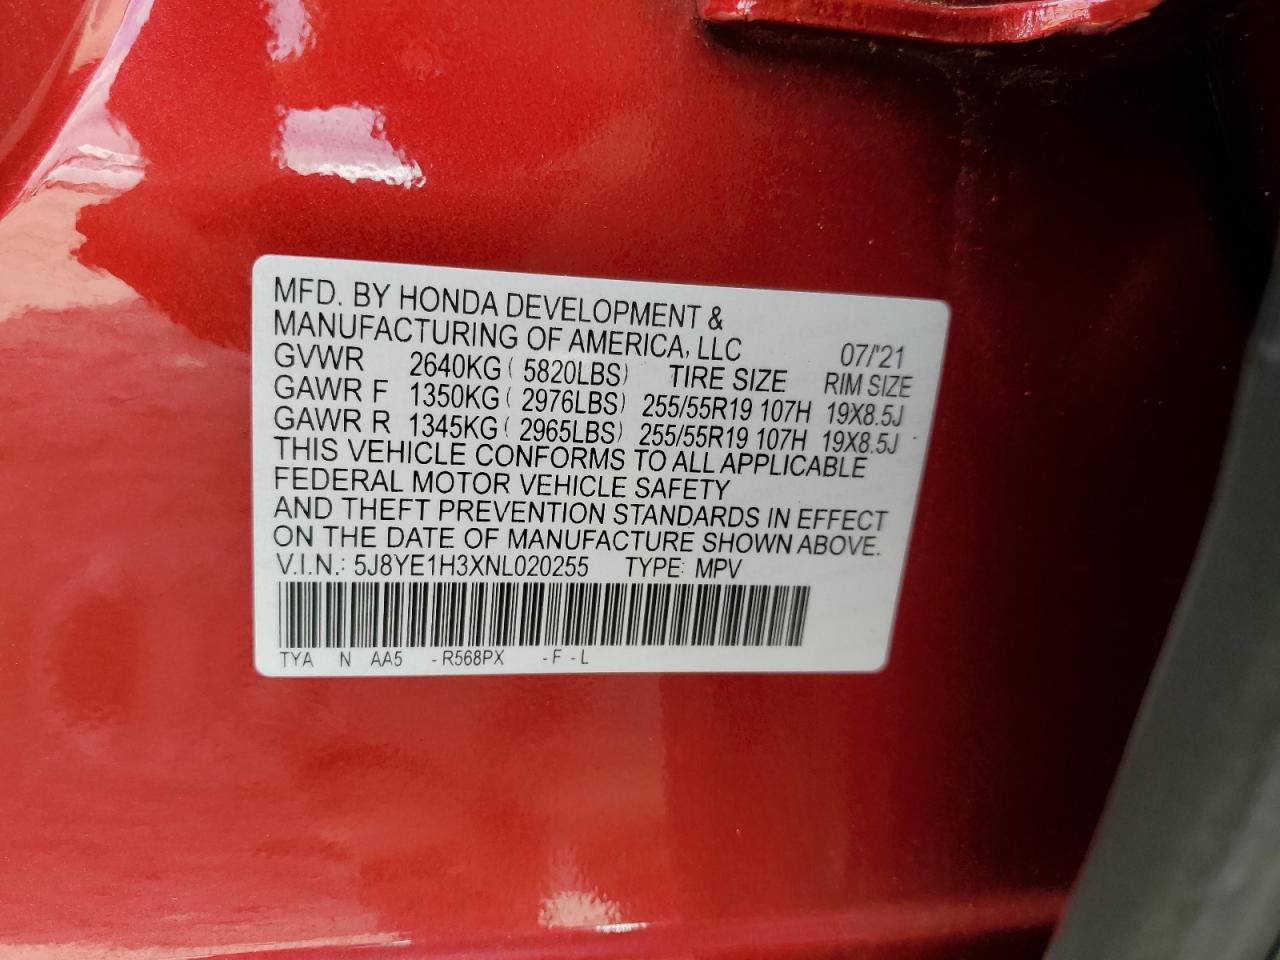 MFD. BY HONDA DEVELOPMENT &
MANUFACTURING OF AMERICA, LLC 07/'21
GVWR 2640KG ( 5820LBS) TIRE SIZE RIM SIZE
GAWR F 1350KG ( 2976LBS) 255/55R19 107H 19X8.5J
GAWR R 1345KG ( 2965LBS) 255/55R19 107H 19X8.5J
THIS VEHICLE CONFORMS TO ALL APPLICABLE
FEDERAL MOTOR VEHICLE SAFETY
AND THEFT PREVENTION STANDARDS IN EFFECT
ON THE DATE OF MANUFACTURE SHOWN ABOVE.
V.I.N.: 5J8YE1H3XNL020255 TYPE: MPV
TYA N AA5 -R568PX -F-L